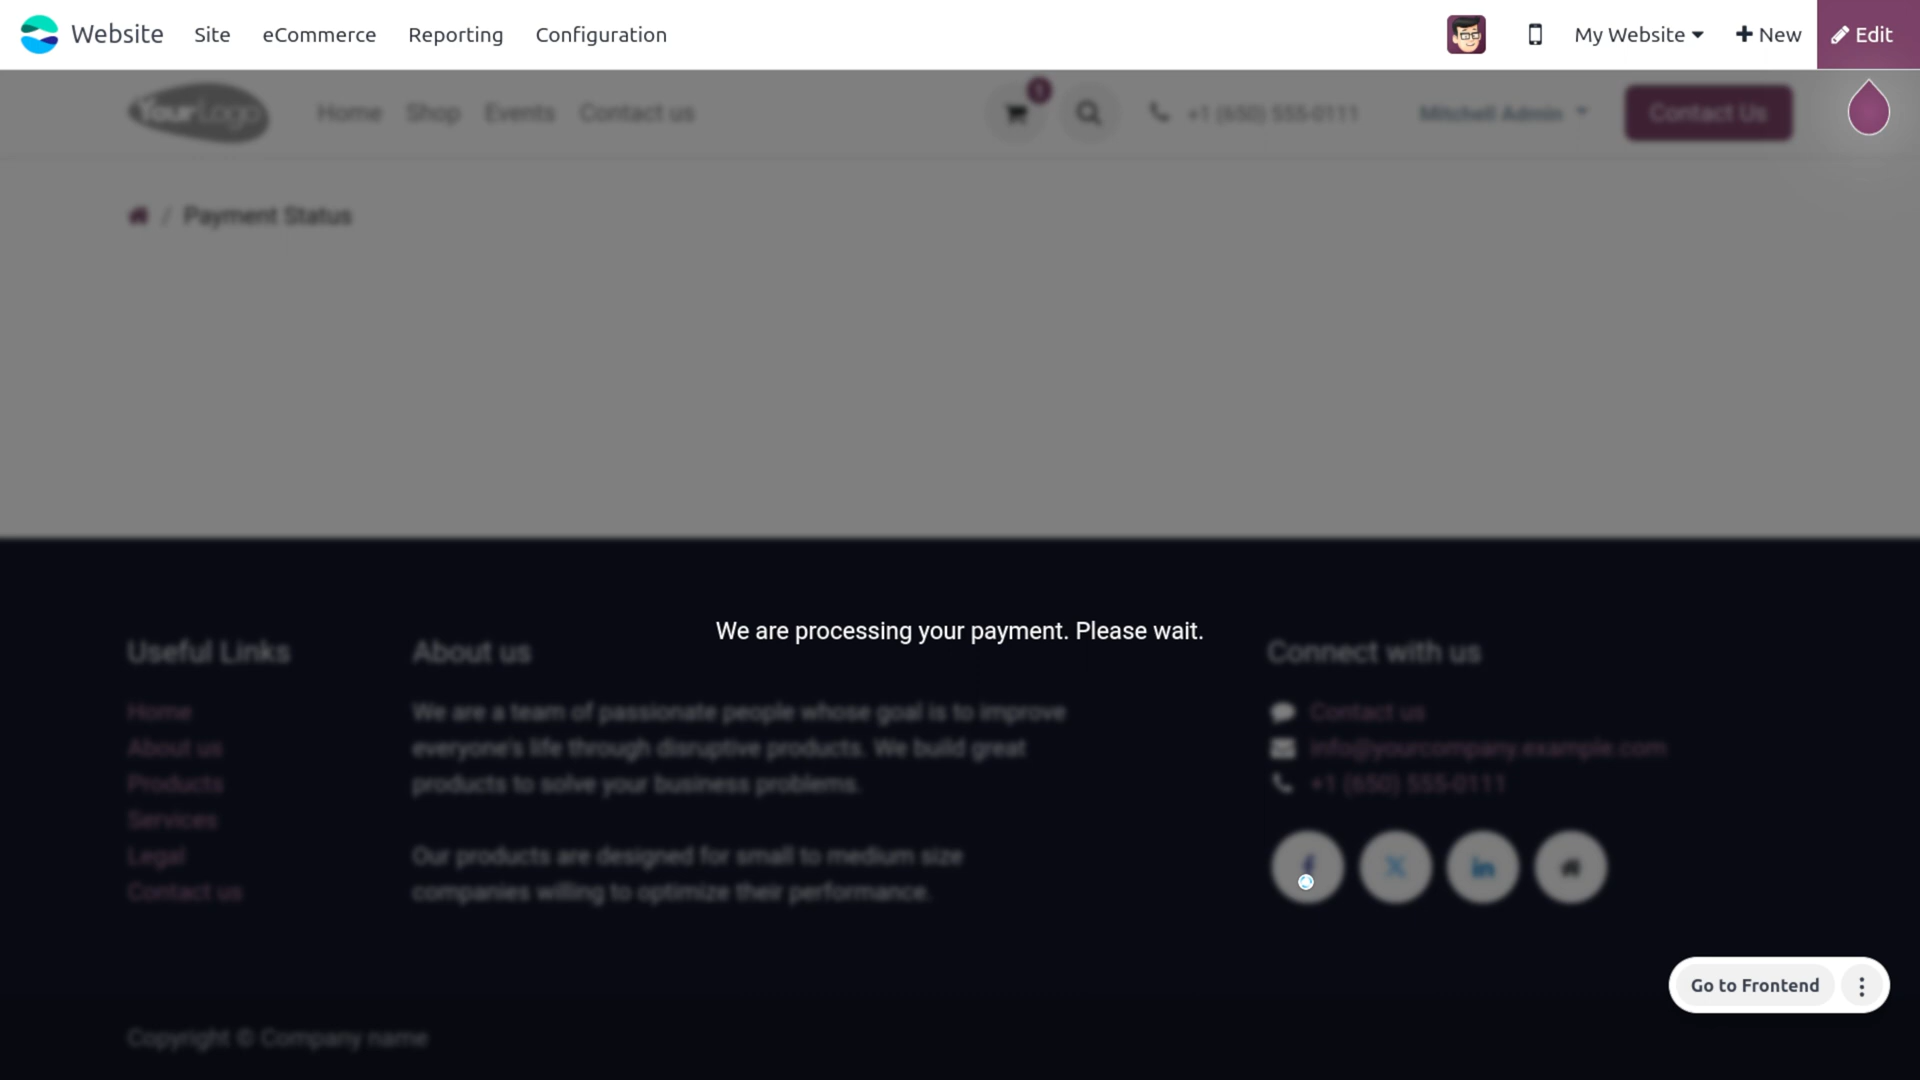 Website
Site
eCommerce
Reporting
Configuration
My Website
New
Edit
YourLogo
Home
Shop
Events
Contact us
1
+1 (650) 555-0111
Mitchell Admin
Contact Us
/ Payment Status
We are processing your payment. Please wait.
Useful Links
Home
About us
Products
Services
Legal
Contact us
About us
We are a team of passionate people whose goal is to improve
everyone's life through disruptive products. We build great
products to solve your business problems.
Our products are designed for small to medium size
companies willing to optimize their performance.
Connect with us
Contact us
info@yourcompany.example.com
+1 (650) 555-0111
Go to Frontend
Copyright © Company name